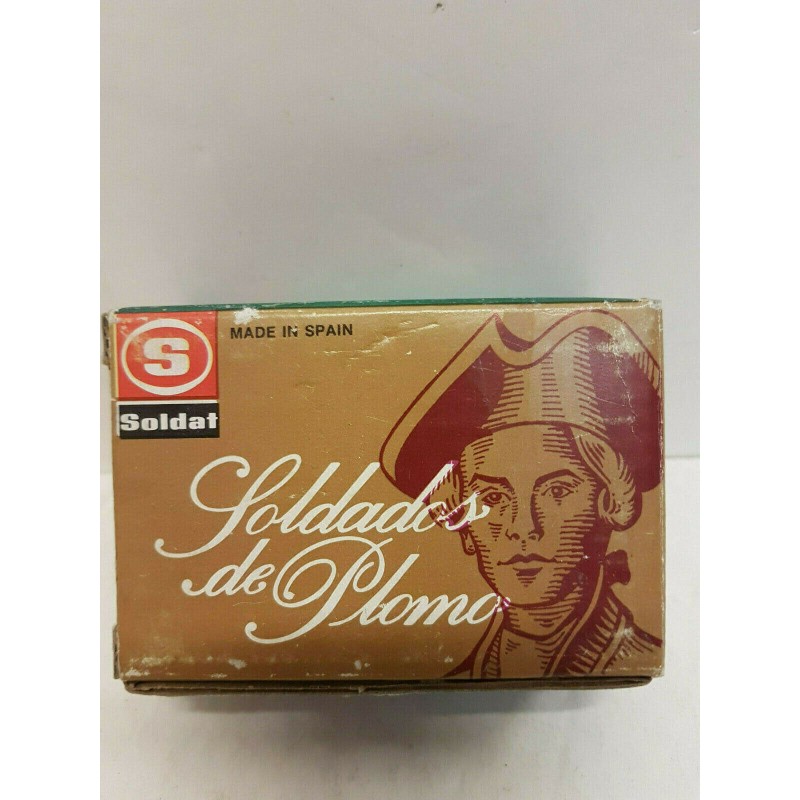 S
MADE IN SPAIN
Soldat
Soldados
de Plomo